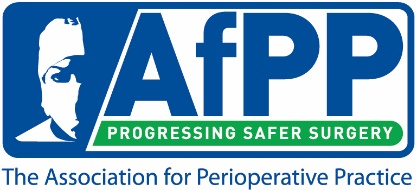 AfPP
PROGRESSING SAFER SURGERY
The Association for Perioperative Practice